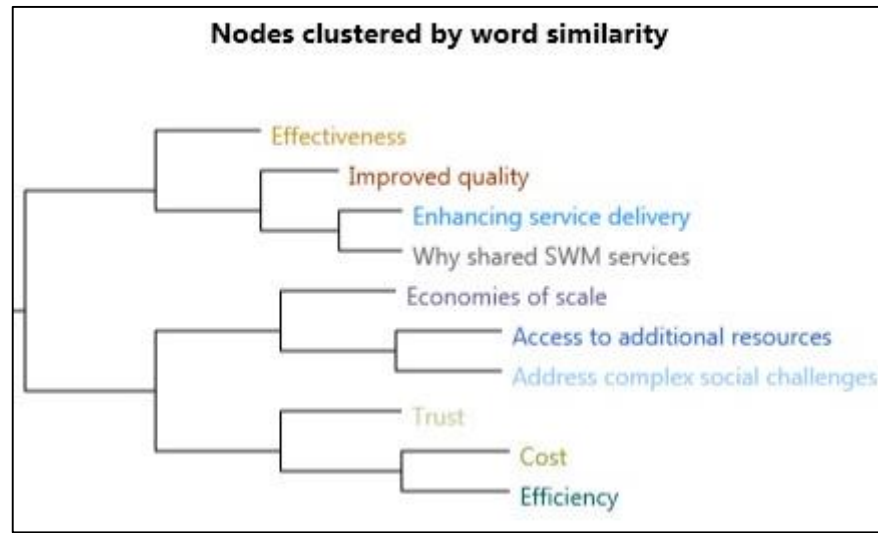 Nodes clustered by word similarity
Effectiveness
Improved quality
Enhancing service delivery
Why shared SWM services
Economies of scale
Access to additional resources
Address complex social challenges
Trust
Cost
Efficiency